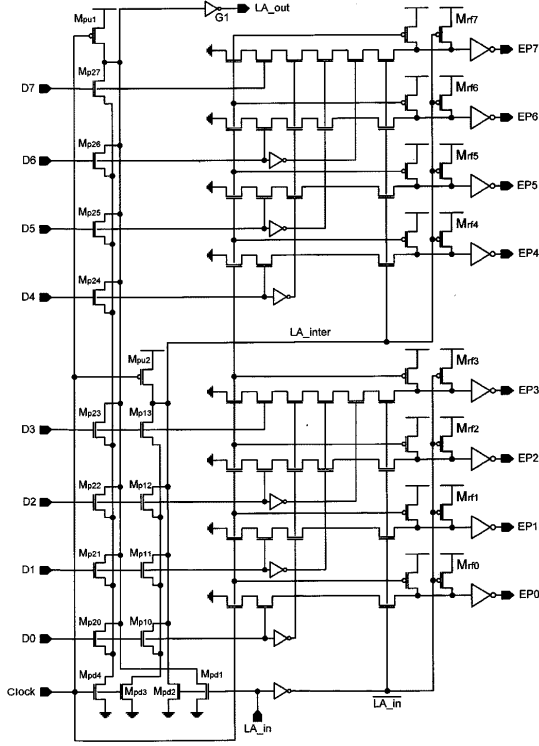 Mpu1
G1
LA_out
Mrf7
EP7
Mp27
D7
Mrf6
EP6
Mp26
D6
Mrf5
EP5
Mp25
D5
Mrf4
EP4
Mp24
D4
LA_inter
Mpu2
Mrf3
EP3
Mp23
Mp13
D3
Mrf2
EP2
Mp22
Mp12
D2
Mrf1
EP1
Mp21
Mp11
D1
Mrf0
EP0
Mp20
Mp10
D0
Mpd4
Mpd1
Clock
Mpd3
Mpd2
LA_in
LA_in